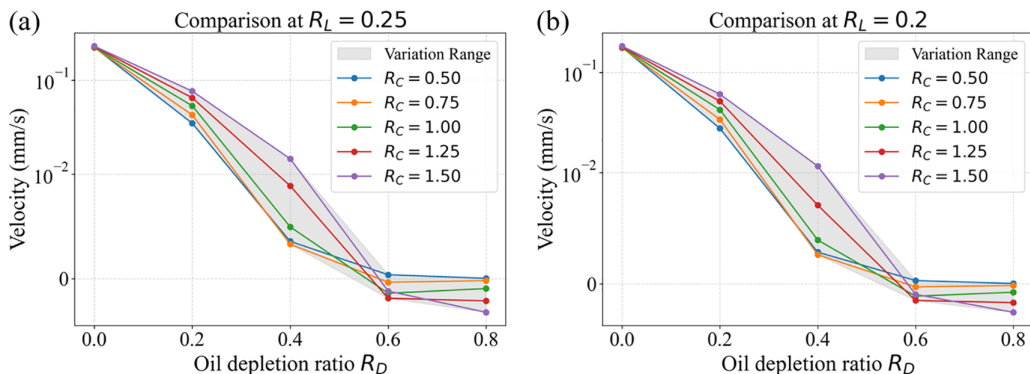 (a)
Comparison at R_L = 0.25
Velocity (mm/s)
10⁻¹
10⁻²
0
Variation Range
R_C = 0.50
R_C = 0.75
R_C = 1.00
R_C = 1.25
R_C = 1.50
0.0 0.2 0.4 0.6 0.8
Oil depletion ratio R_D
(b)
Comparison at R_L = 0.2
Velocity (mm/s)
10⁻¹
10⁻²
0
Variation Range
R_C = 0.50
R_C = 0.75
R_C = 1.00
R_C = 1.25
R_C = 1.50
0.0 0.2 0.4 0.6 0.8
Oil depletion ratio R_D